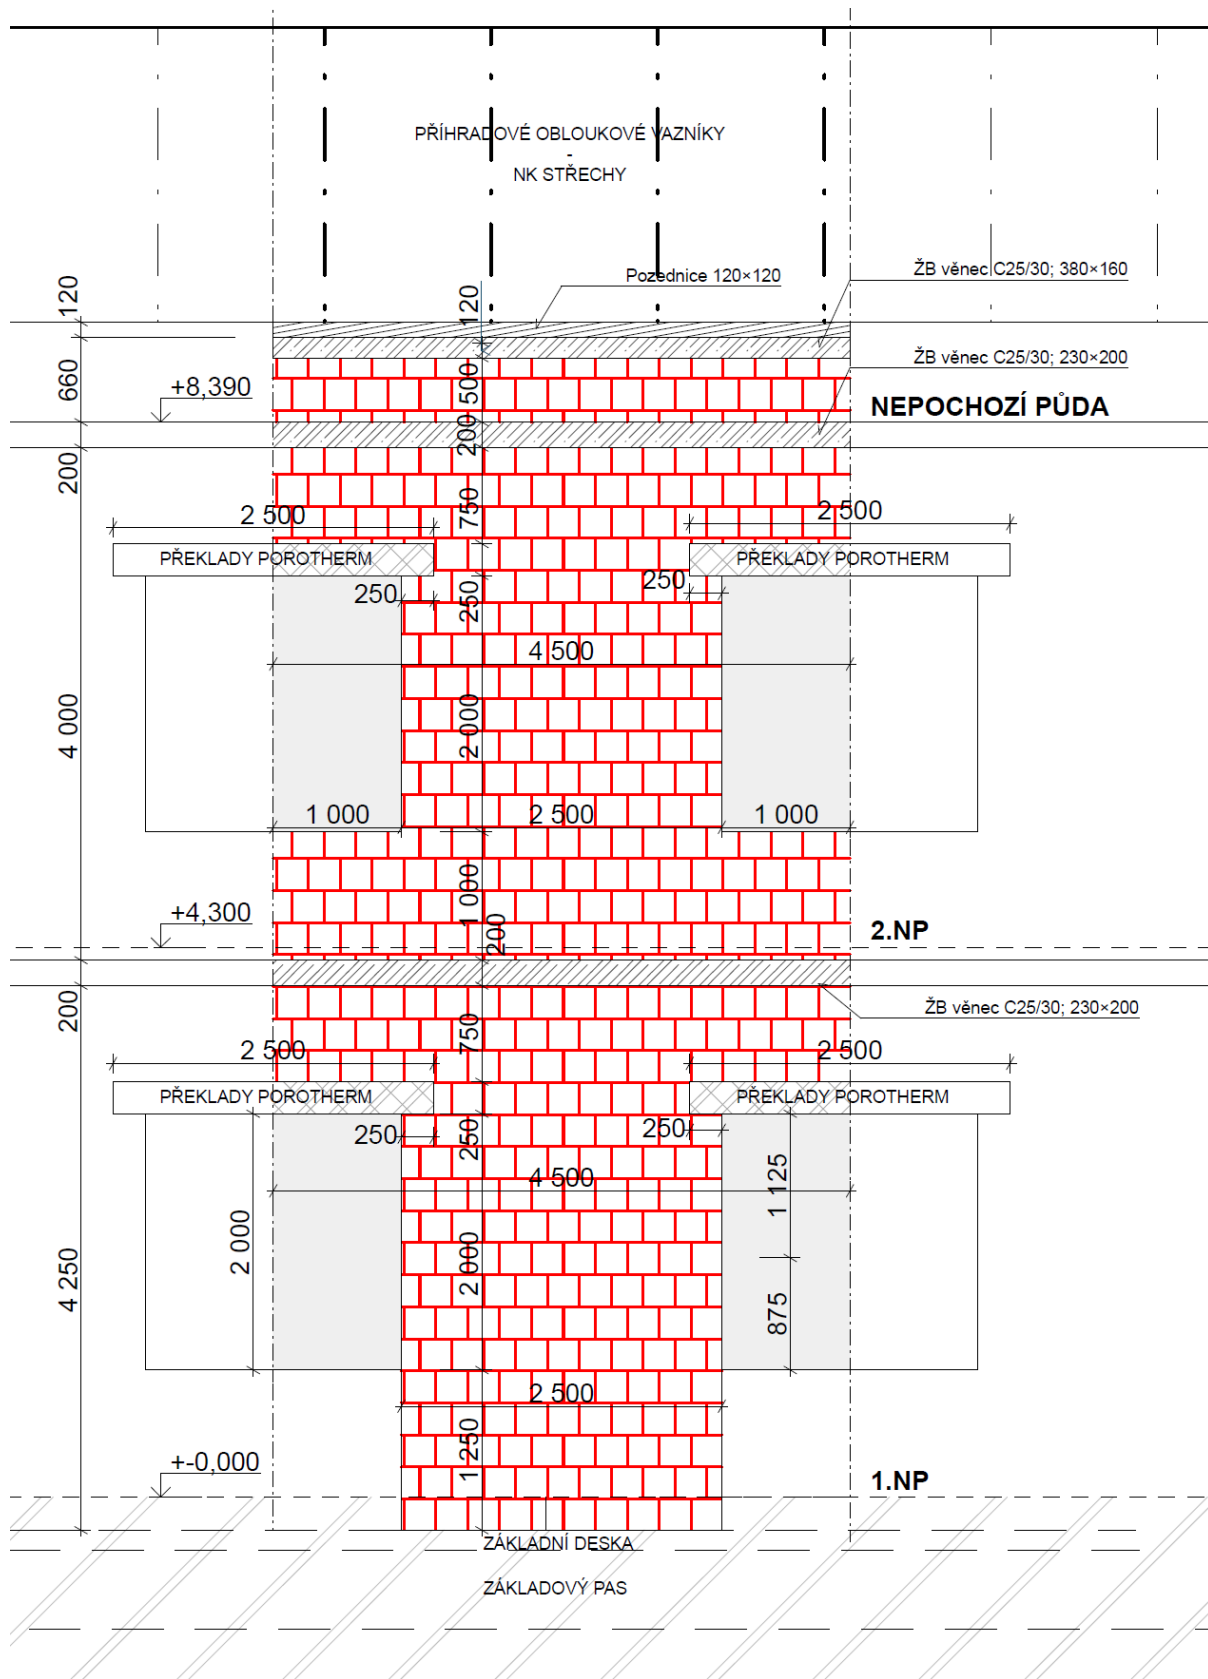 PŘÍHRADOVÉ OBLOUKOVÉ VAZNÍKY
-
NK STŘECHY
Pozednice 120×120
ŽB věnec C25/30; 380×160
120
120
ŽB věnec C25/30; 230×200
660
+8,390
500
NEPOCHOZÍ PŮDA
200
200
2 500
750
2 500
PŘEKLADY POROTHERM
PŘEKLADY POROTHERM
250
250
250
4 500
4 000
2 000
1 000
2 500
1 000
1 000
+4,300
200
2.NP
200
ŽB věnec C25/30; 230×200
2 500
750
2 500
PŘEKLADY POROTHERM
PŘEKLADY POROTHERM
250
250
250
4 500
1 125
2 000
2 000
4 250
875
2 500
1 250
+-0,000
1.NP
ZÁKLADNÍ DESKA
ZÁKLADOVÝ PAS